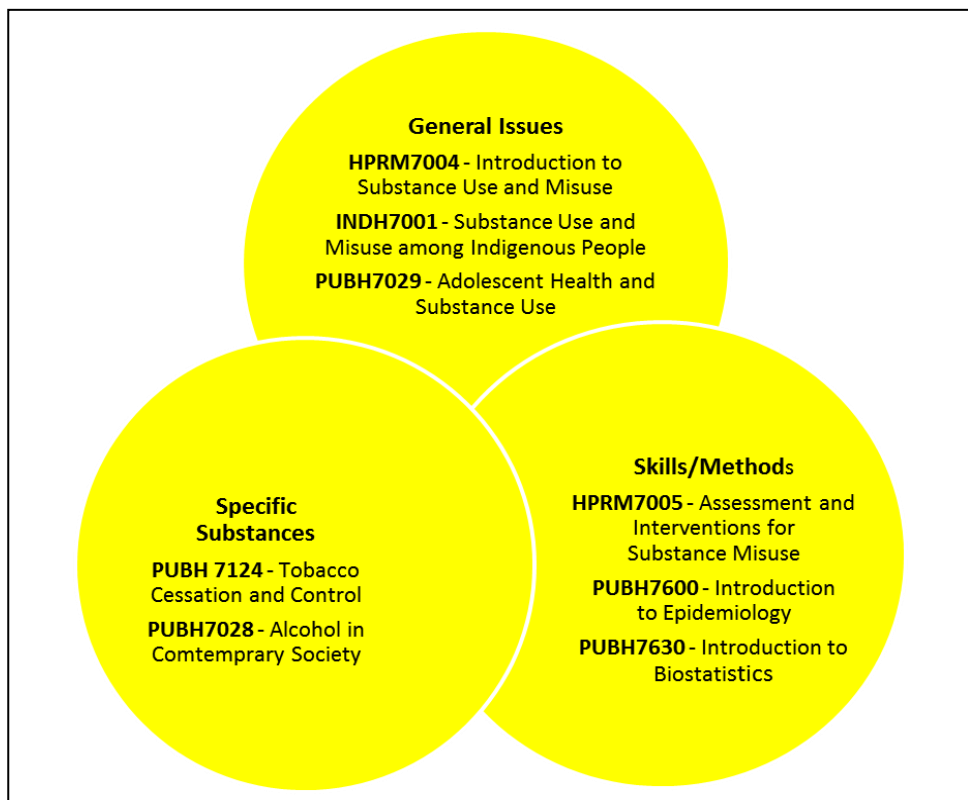 General Issues
HPRM7004 - Introduction to
Substance Use and Misuse
INDH7001 - Substance Use and
Misuse among Indigenous People
PUBH7029 - Adolescent Health and
Substance Use
Specific
Substances
PUBH 7124 - Tobacco
Cessation and Control
PUBH7028 - Alcohol in
Comtemprary Society
Skills/Methods
HPRM7005 - Assessment and
Interventions for
Substance Misuse
PUBH7600 - Introduction
to Epidemiology
PUBH7630 - Introduction to
Biostatistics